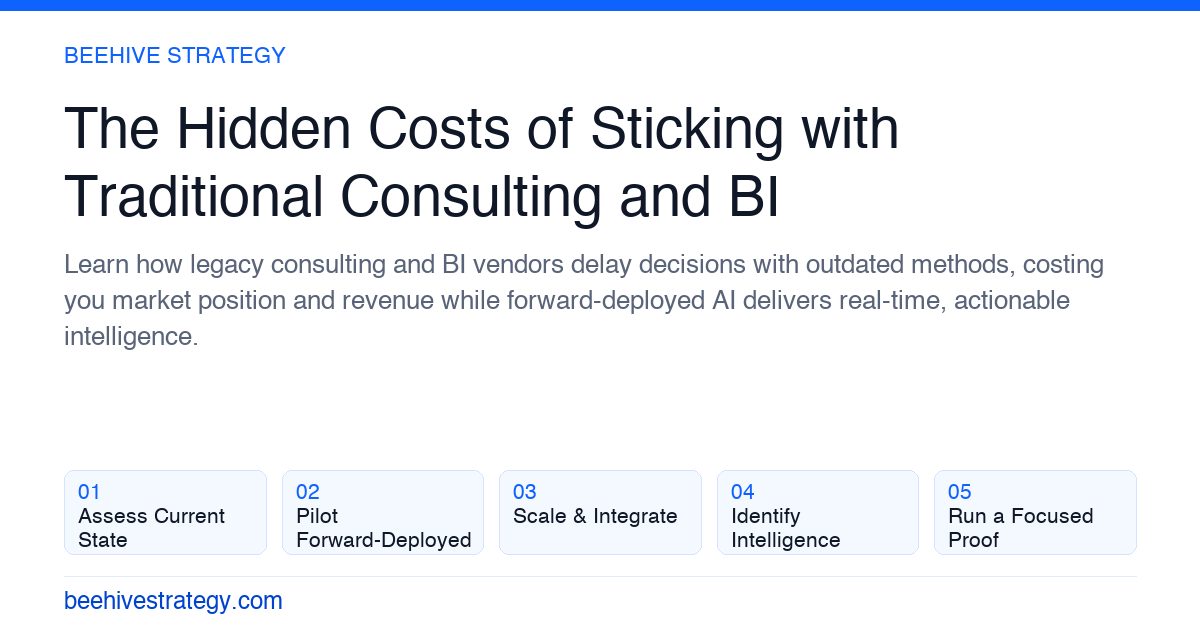 BEEHIVE STRATEGY
The Hidden Costs of Sticking with
Traditional Consulting and BI
Learn how legacy consulting and BI vendors delay decisions with outdated methods, costing
you market position and revenue while forward-deployed AI delivers real-time, actionable
intelligence.
01
Assess Current
State
02
Pilot
Forward-Deployed
03
Scale & Integrate
04
Identify
Intelligence
05
Run a Focused
Proof
beehivestrategy.com